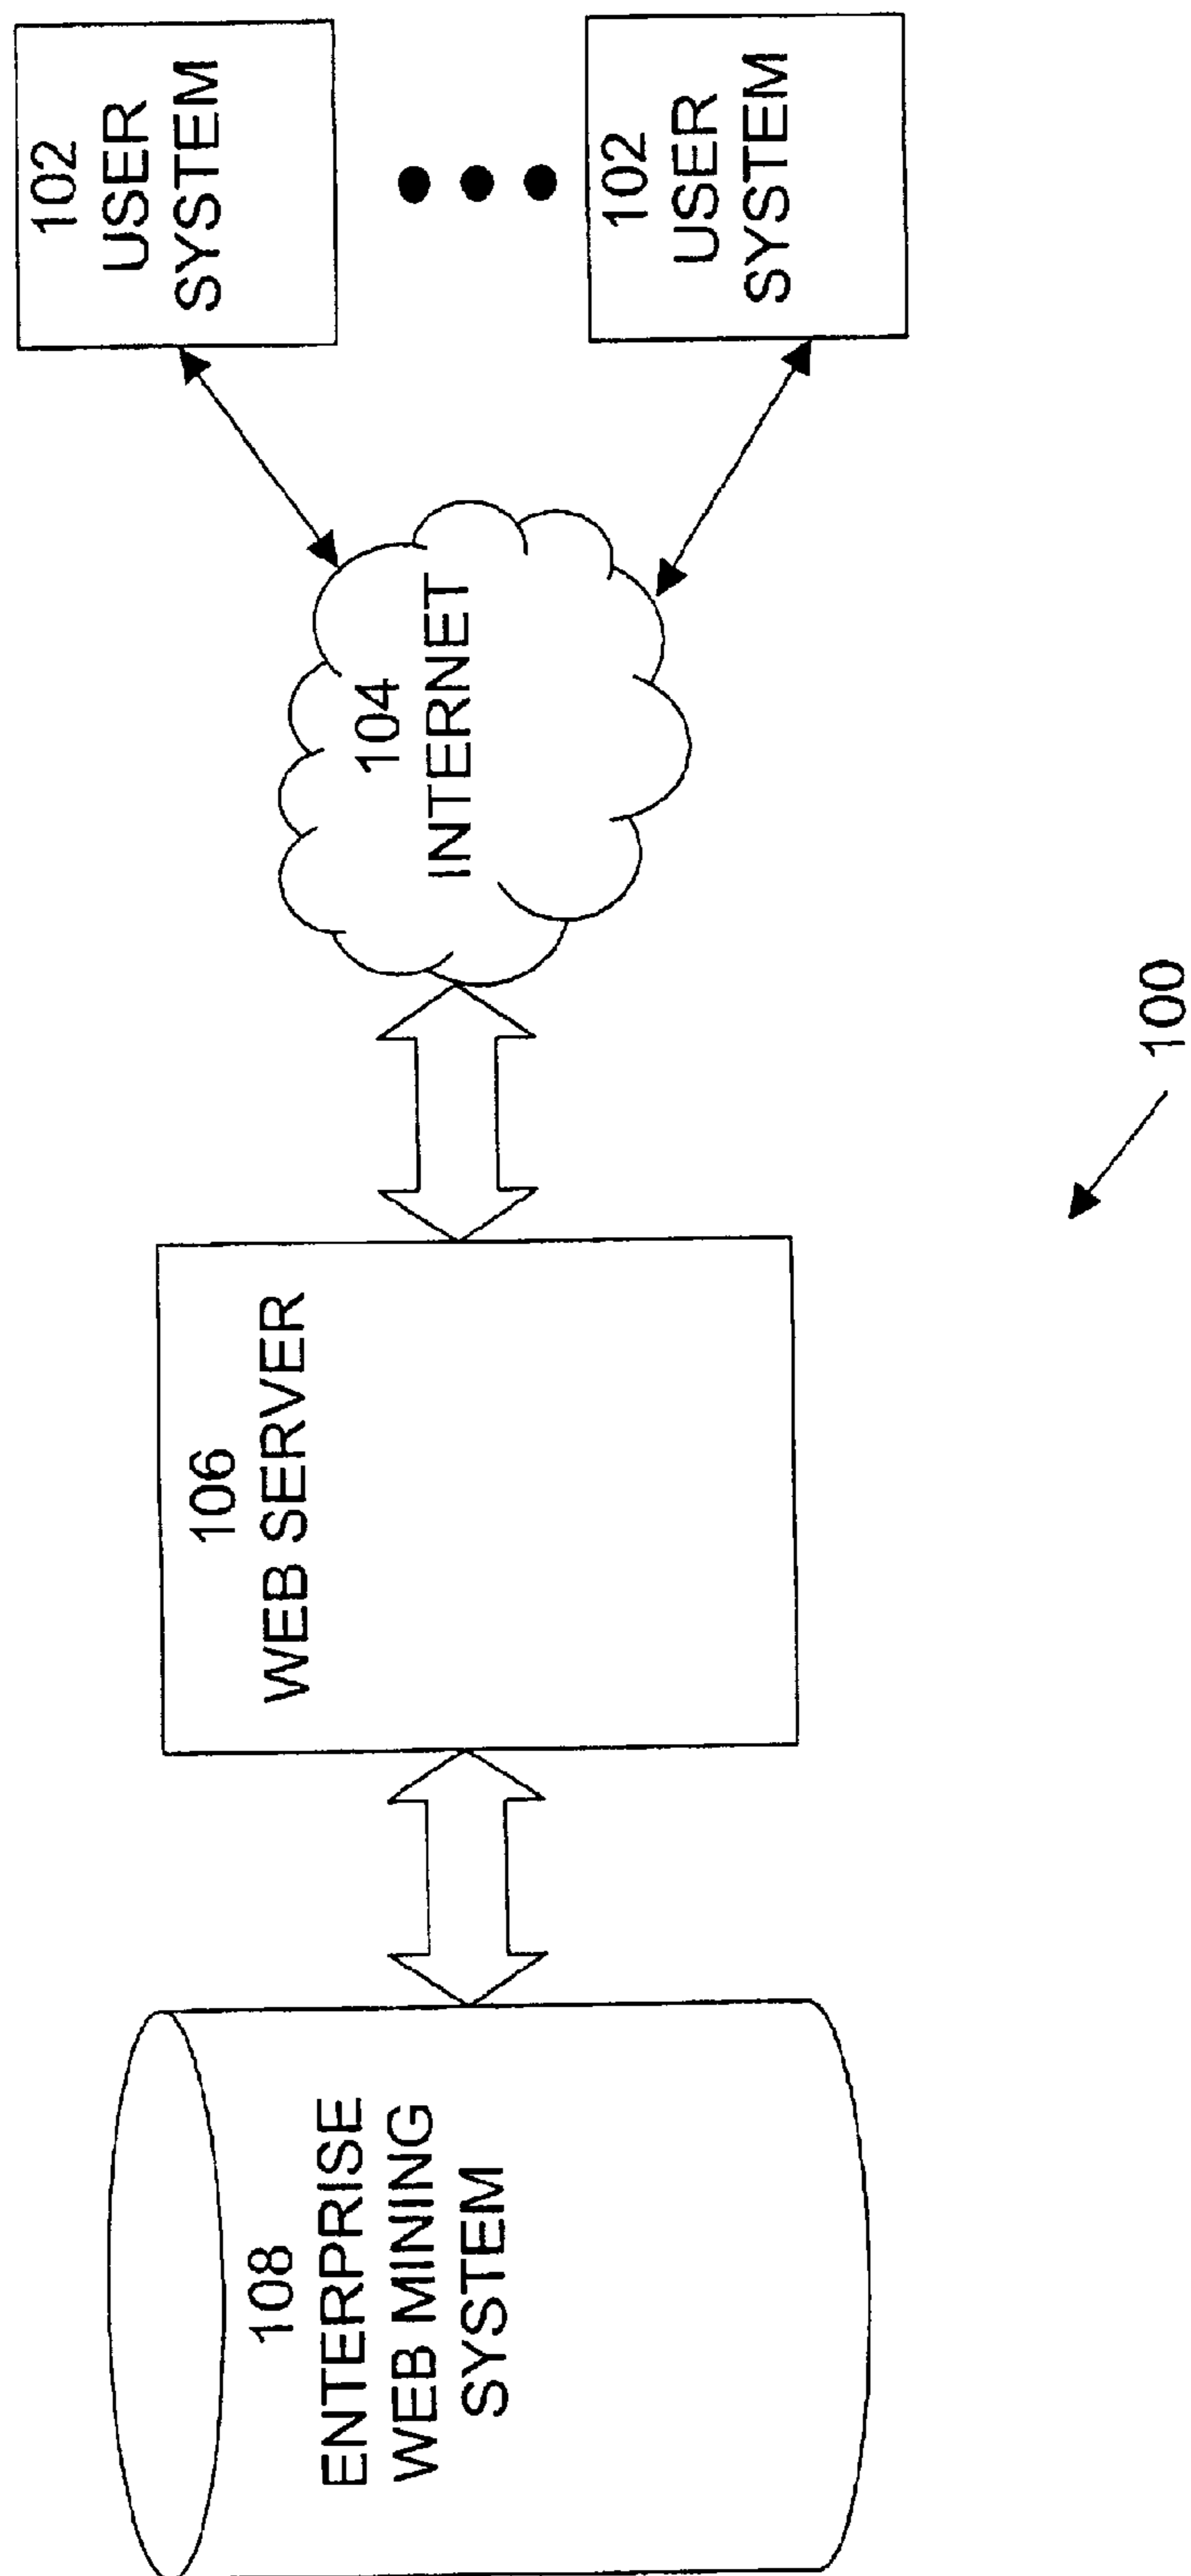 108
ENTERPRISE
WEB MINING
SYSTEM
106
WEB SERVER
104
INTERNET
102
USER
SYSTEM
102
USER
SYSTEM
100